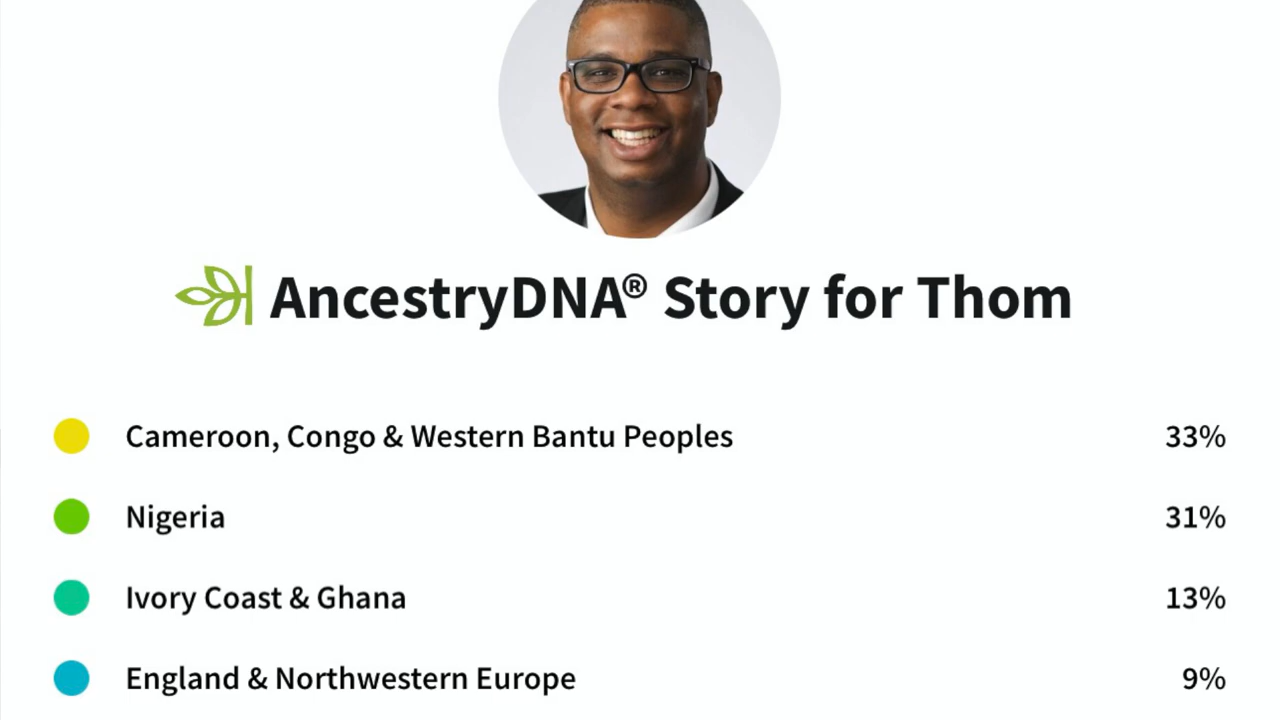 AncestryDNA® Story for Thom
Cameroon, Congo & Western Bantu Peoples 33%
Nigeria 31%
Ivory Coast & Ghana 13%
England & Northwestern Europe 9%